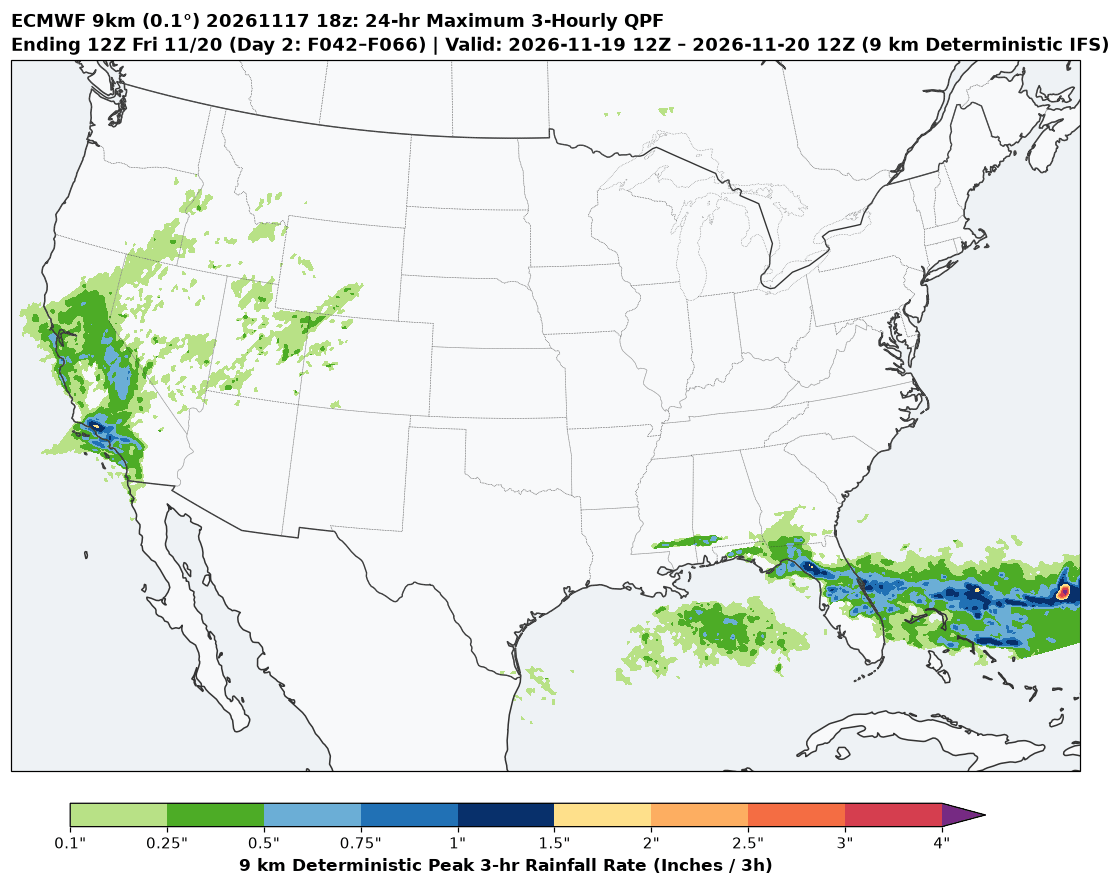 ECMWF 9km (0.1°) 20261117 18z: 24-hr Maximum 3-Hourly QPF
Ending 12Z Fri 11/20 (Day 2: F042–F066) | Valid: 2026-11-19 12Z – 2026-11-20 12Z (9 km Deterministic IFS)
0.1" 0.25" 0.5" 0.75" 1" 1.5" 2" 2.5" 3" 4"
9 km Deterministic Peak 3-hr Rainfall Rate (Inches / 3h)